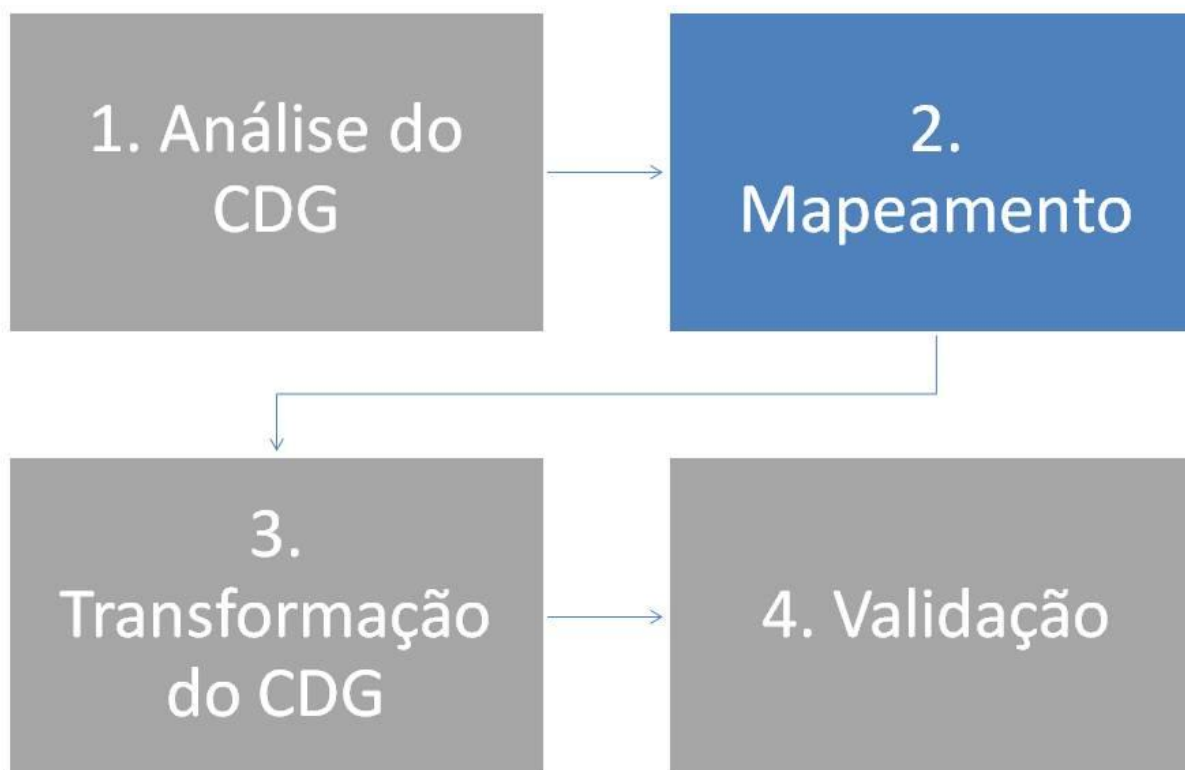 1. Análise do
CDG
2.
Mapeamento
3.
Transformação
do CDG
4. Validação